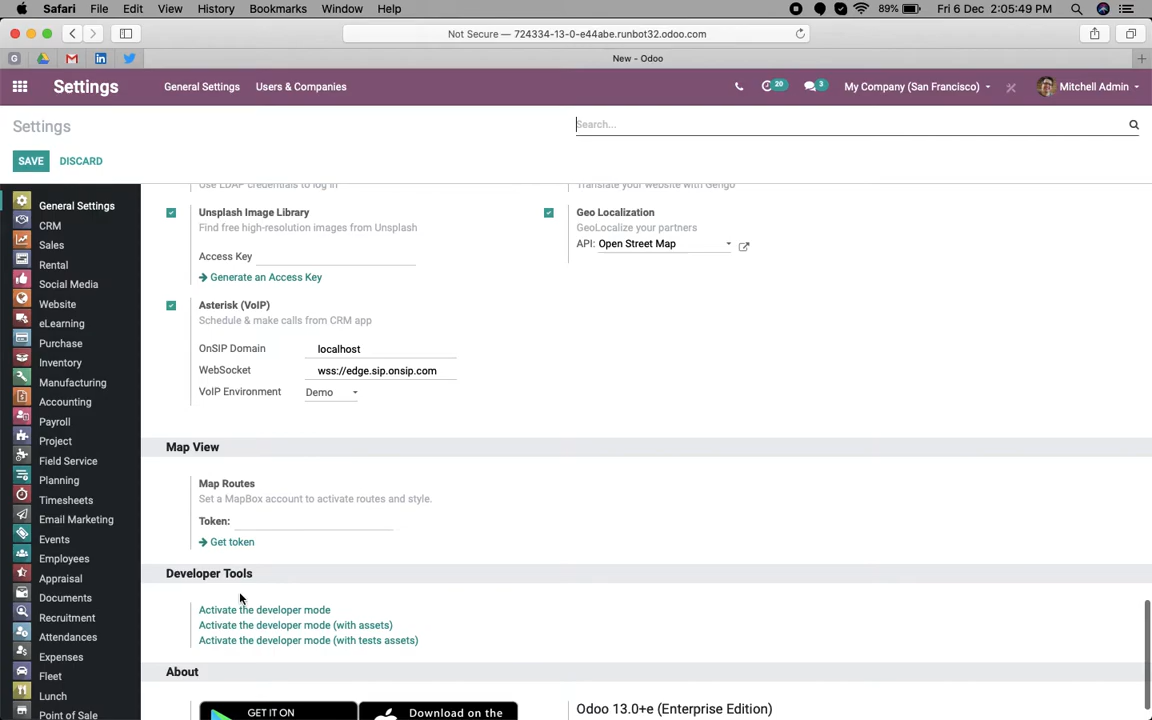 Safari File Edit View History Bookmarks Window Help 89% Fri 6 Dec 2:05:49 PM
Not Secure — 724334-13-0-e44abe.runbot32.odoo.com
G
New - Odoo
Settings General Settings Users & Companies 20 3 My Company (San Francisco) Mitchell Admin
Settings
Search...
SAVE DISCARD
General Settings
CRM
Sales
Rental
Social Media
Website
eLearning
Purchase
Inventory
Manufacturing
Accounting
Payroll
Project
Field Service
Planning
Timesheets
Email Marketing
Events
Employees
Appraisal
Documents
Recruitment
Attendances
Expenses
Fleet
Lunch
Point of Sale
Use LDAP credentials to log in
Translate your website with Gengo
Unsplash Image Library
Find free high-resolution images from Unsplash
Access Key
Generate an Access Key
Geo Localization
GeoLocalize your partners
API: Open Street Map
Asterisk (VoIP)
Schedule & make calls from CRM app
OnSIP Domain localhost
WebSocket wss://edge.sip.onsip.com
VoIP Environment Demo
Map View
Map Routes
Set a MapBox account to activate routes and style.
Token:
Get token
Developer Tools
Activate the developer mode
Activate the developer mode (with assets)
Activate the developer mode (with tests assets)
About
GET IT ON
Download on the
Odoo 13.0+e (Enterprise Edition)